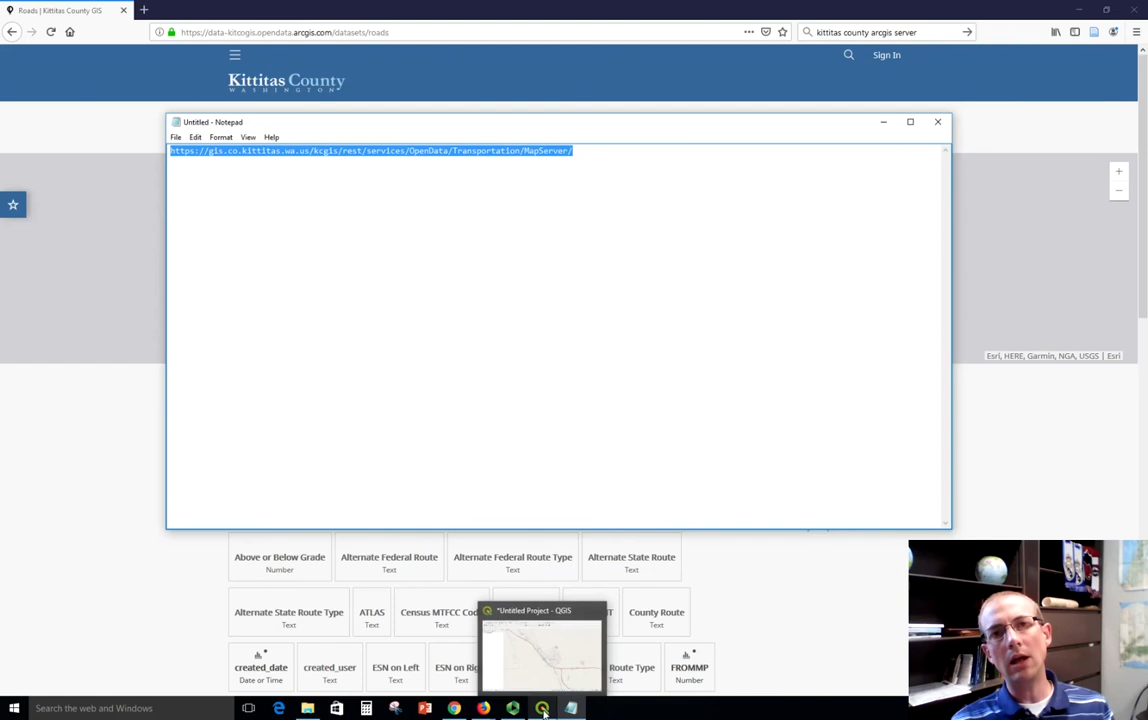 Roads | Kittitas County GIS
https://data-kitcogis.opendata.arcgis.com/datasets/roads
kittitas county arcgis server
Sign In
Kittitas County
WASHINGTON
Untitled - Notepad
File Edit Format View Help
https://gis.co.kittitas.wa.us/kcgis/rest/services/OpenData/Transportation/MapServer/
Esri, HERE, Garmin, NGA, USGS | Esri
Above or Below Grade
Number
Alternate Federal Route
Text
Alternate Federal Route Type
Text
Alternate State Route
Text
Alternate State Route Type
Text
ATLAS
Text
Census MTFCC Cod
Text
County Route
Text
*Untitled Project - QGIS
created_date
Date or Time
created_user
Text
ESN on Left
Text
ESN on Rig
Text
Route Type
Text
FROMMP
Number
Search the web and Windows